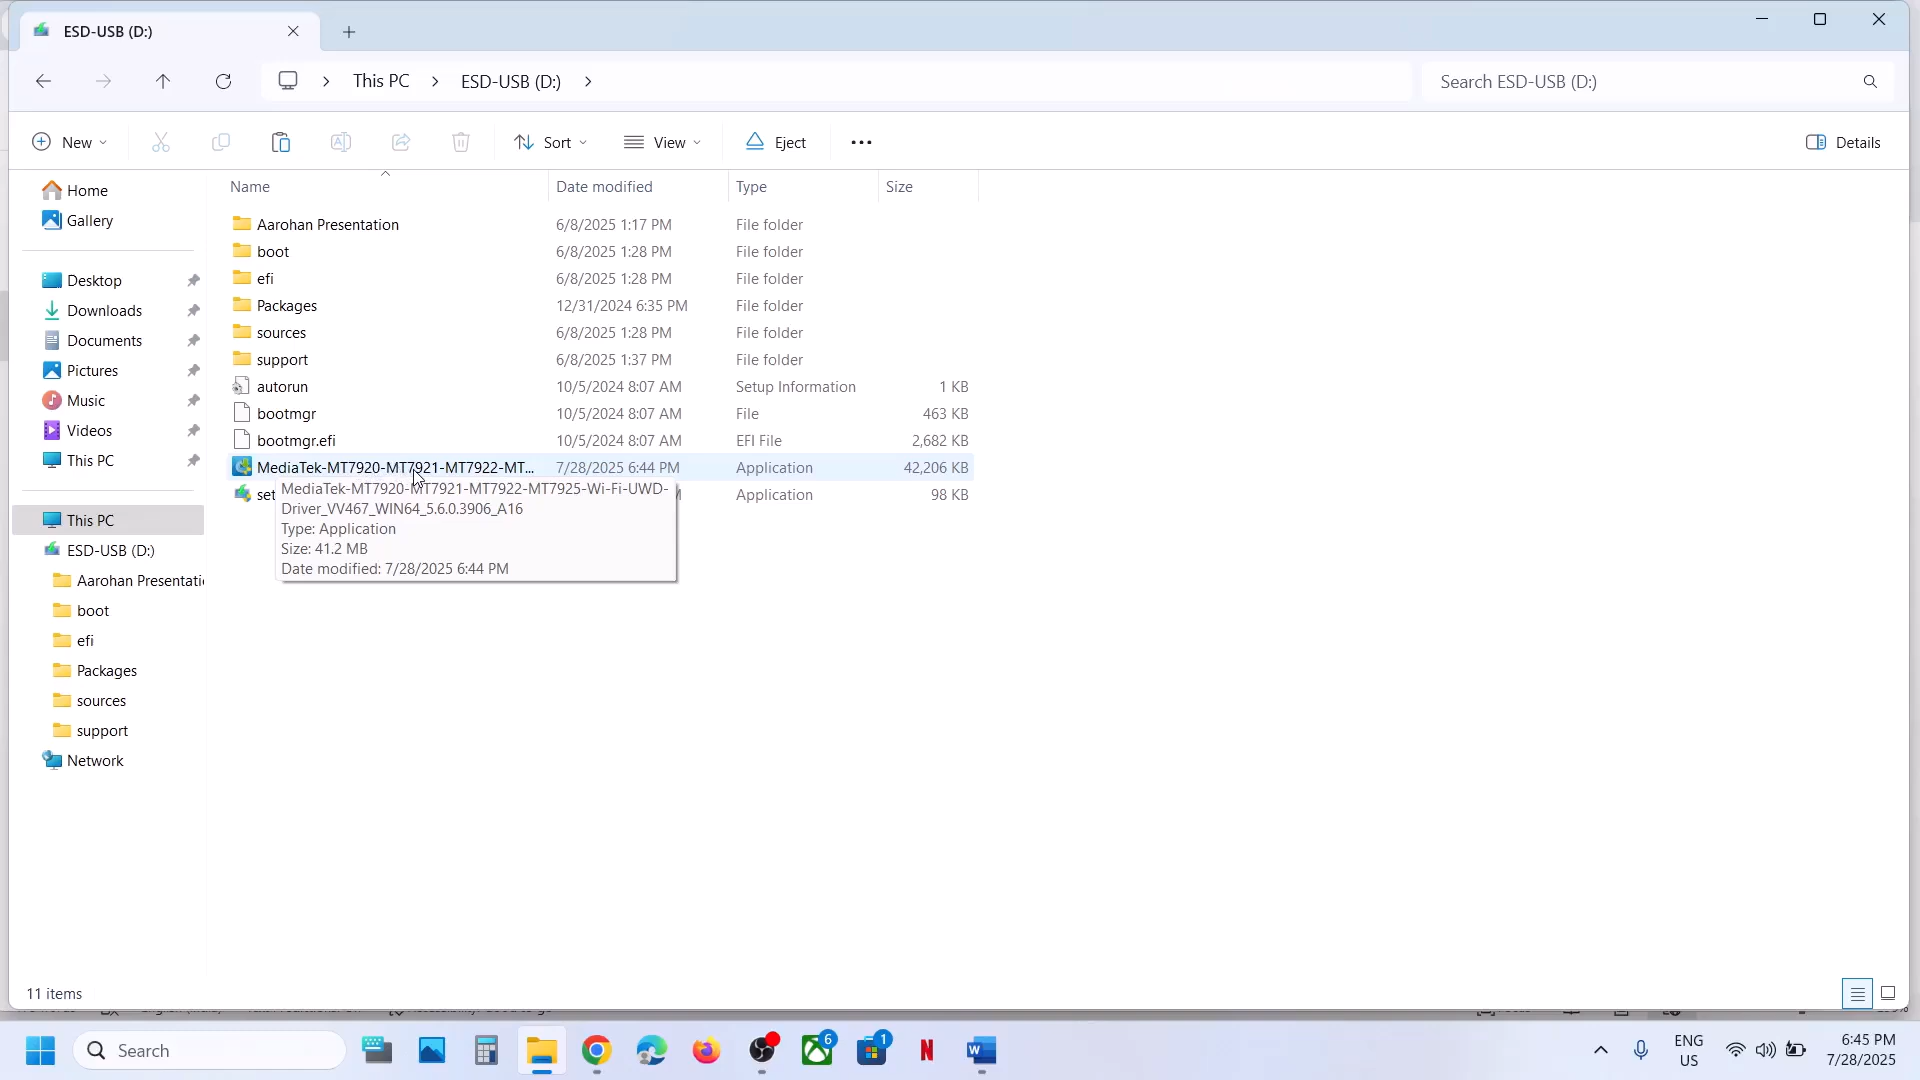 ESD-USB (D:)
This PC
ESD-USB (D:)
Search ESD-USB (D:)
New
Sort
View
Eject
Details
Name
Date modified
Type
Size
Home
Gallery
Desktop
Downloads
Documents
Pictures
Music
Videos
This PC
This PC
ESD-USB (D:)
Aarohan Presentati
boot
efi
Packages
sources
support
Network
Aarohan Presentation 6/8/2025 1:17 PM File folder
boot 6/8/2025 1:28 PM File folder
efi 6/8/2025 1:28 PM File folder
Packages 12/31/2024 6:35 PM File folder
sources 6/8/2025 1:28 PM File folder
support 6/8/2025 1:37 PM File folder
autorun 10/5/2024 8:07 AM Setup Information 1 KB
bootmgr 10/5/2024 8:07 AM File 463 KB
bootmgr.efi 10/5/2024 8:07 AM EFI File 2,682 KB
MediaTek-MT7920-MT7921-MT7922-MT... 7/28/2025 6:44 PM Application 42,206 KB
set Application 98 KB
MediaTek-MT7920-MT7921-MT7922-MT7925-Wi-Fi-UWD-
Driver_VV467_WIN64_5.6.0.3906_A16
Type: Application
Size: 41.2 MB
Date modified: 7/28/2025 6:44 PM
11 items
Search
6
1
ENG
US
6:45 PM
7/28/2025